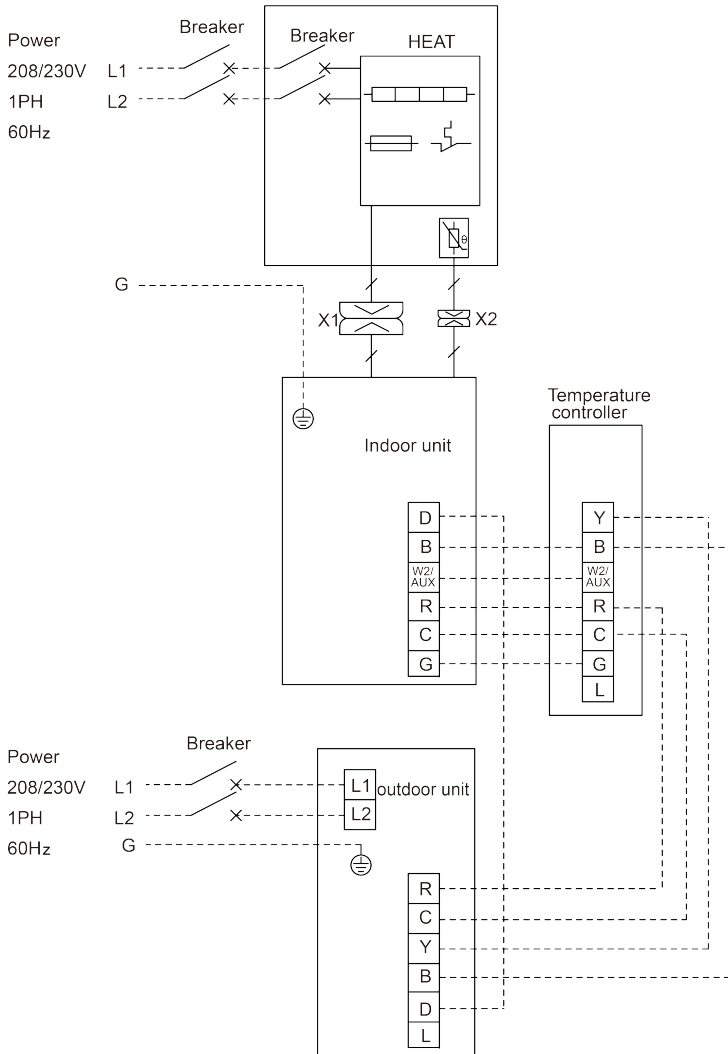 Power
208/230V L1
1PH L2
60Hz
Breaker
Breaker
HEAT
θ
G
X1
X2
Indoor unit
D
B
W2/
AUX
R
C
G
Temperature
controller
Y
B
W2/
AUX
R
C
G
L
Power
208/230V L1
1PH L2
60Hz G
Breaker
L1
L2
outdoor unit
R
C
Y
B
D
L